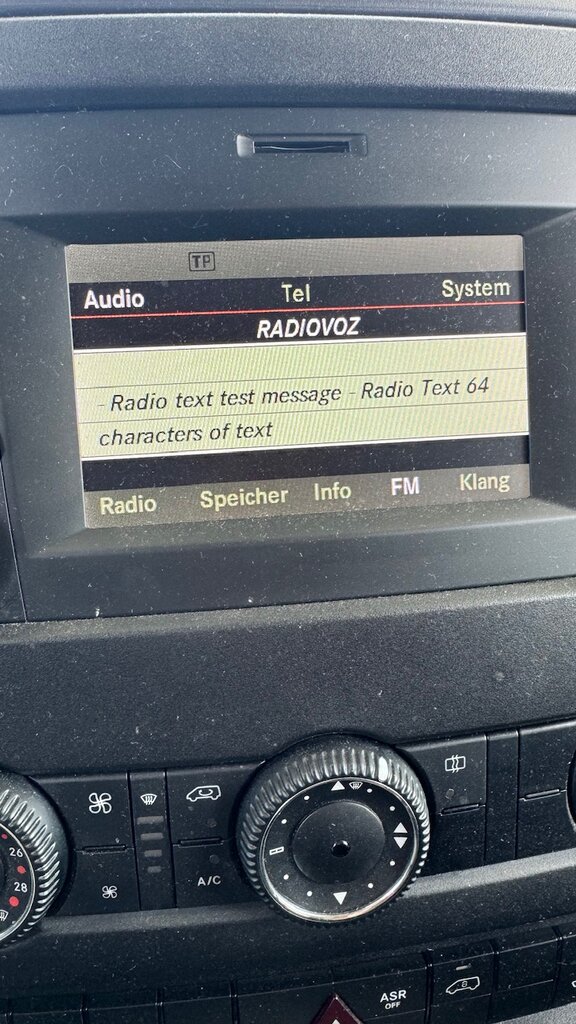 TP
Audio Tel System
RADIOVOZ
- Radio text test message - Radio Text 64
characters of text
Radio Speicher Info FM Klang
26
28
A/C
ASR
OFF